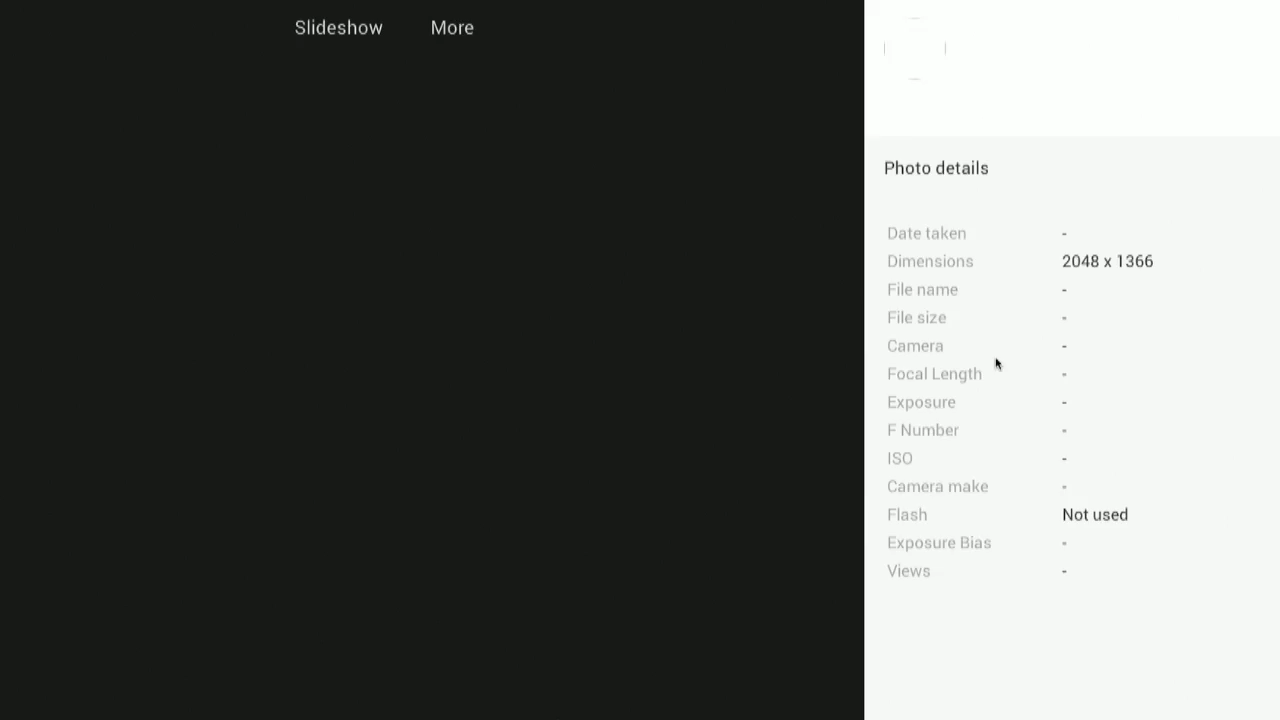 Slideshow More
Photo details
Date taken -
Dimensions 2048 x 1366
File name -
File size -
Camera -
Focal Length -
Exposure -
F Number -
ISO -
Camera make -
Flash Not used
Exposure Bias -
Views -